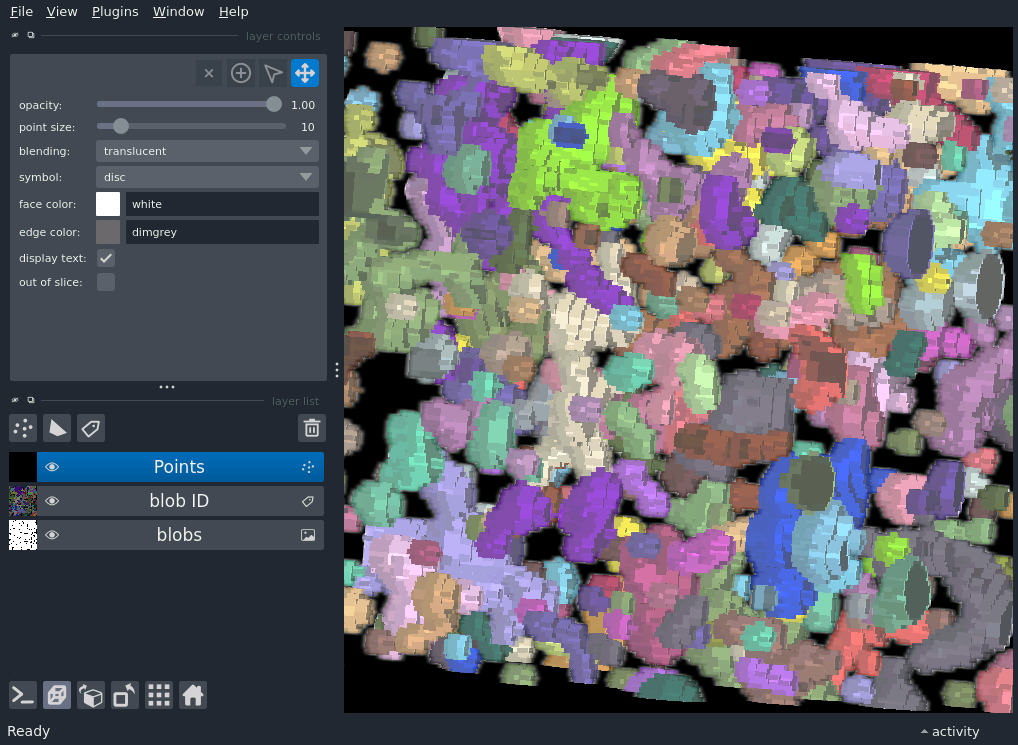 File View Plugins Window Help
layer controls
opacity: 1.00
point size: 10
blending: translucent
symbol: disc
face color: white
edge color: dimgrey
display text:
out of slice:
layer list
Points
blob ID
blobs
Ready
activity